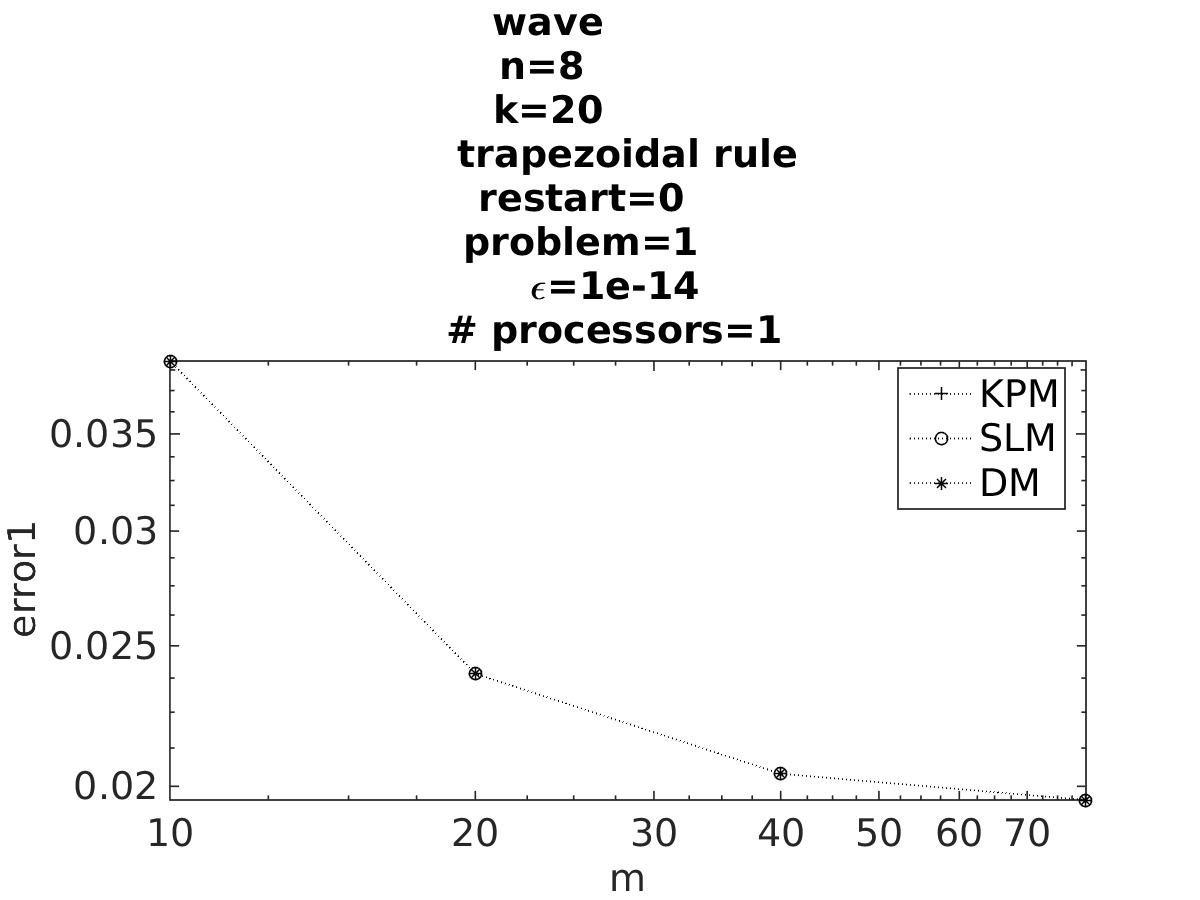 wave
n=8
k=20
trapezoidal rule
restart=0
problem=1
ϵ=1e-14
# processors=1
KPM
SLM
DM
0.035
0.03
0.025
0.02
error1
10 20 30 40 50 60 70
m